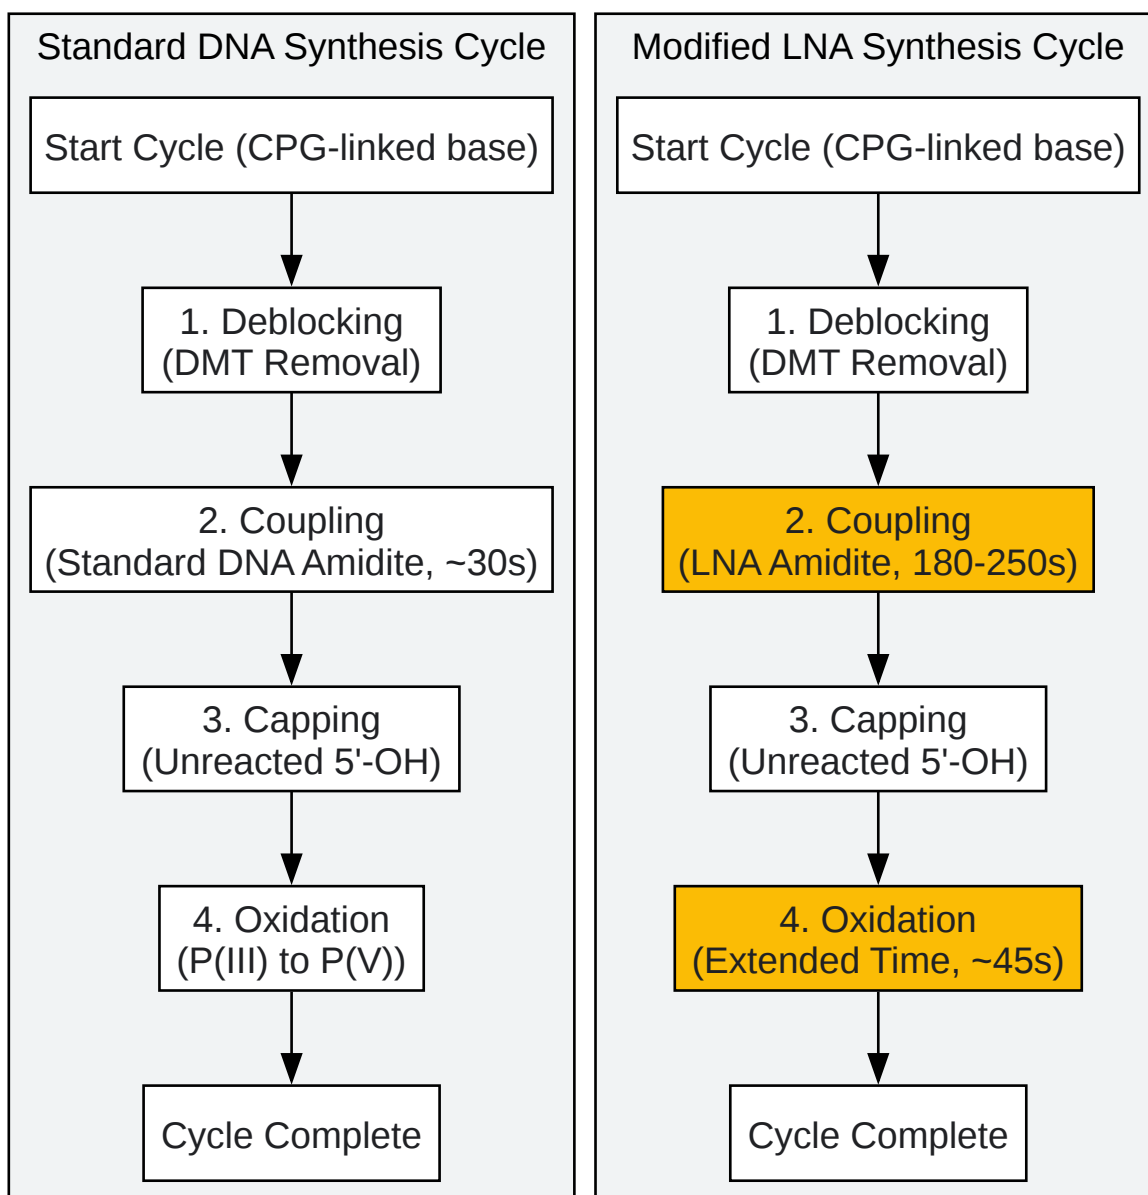 Standard DNA Synthesis Cycle
Start Cycle (CPG-linked base)
1. Deblocking
(DMT Removal)
2. Coupling
(Standard DNA Amidite, ~30s)
3. Capping
(Unreacted 5'-OH)
4. Oxidation
(P(III) to P(V))
Cycle Complete
Modified LNA Synthesis Cycle
Start Cycle (CPG-linked base)
1. Deblocking
(DMT Removal)
2. Coupling
(LNA Amidite, 180-250s)
3. Capping
(Unreacted 5'-OH)
4. Oxidation
(Extended Time, ~45s)
Cycle Complete